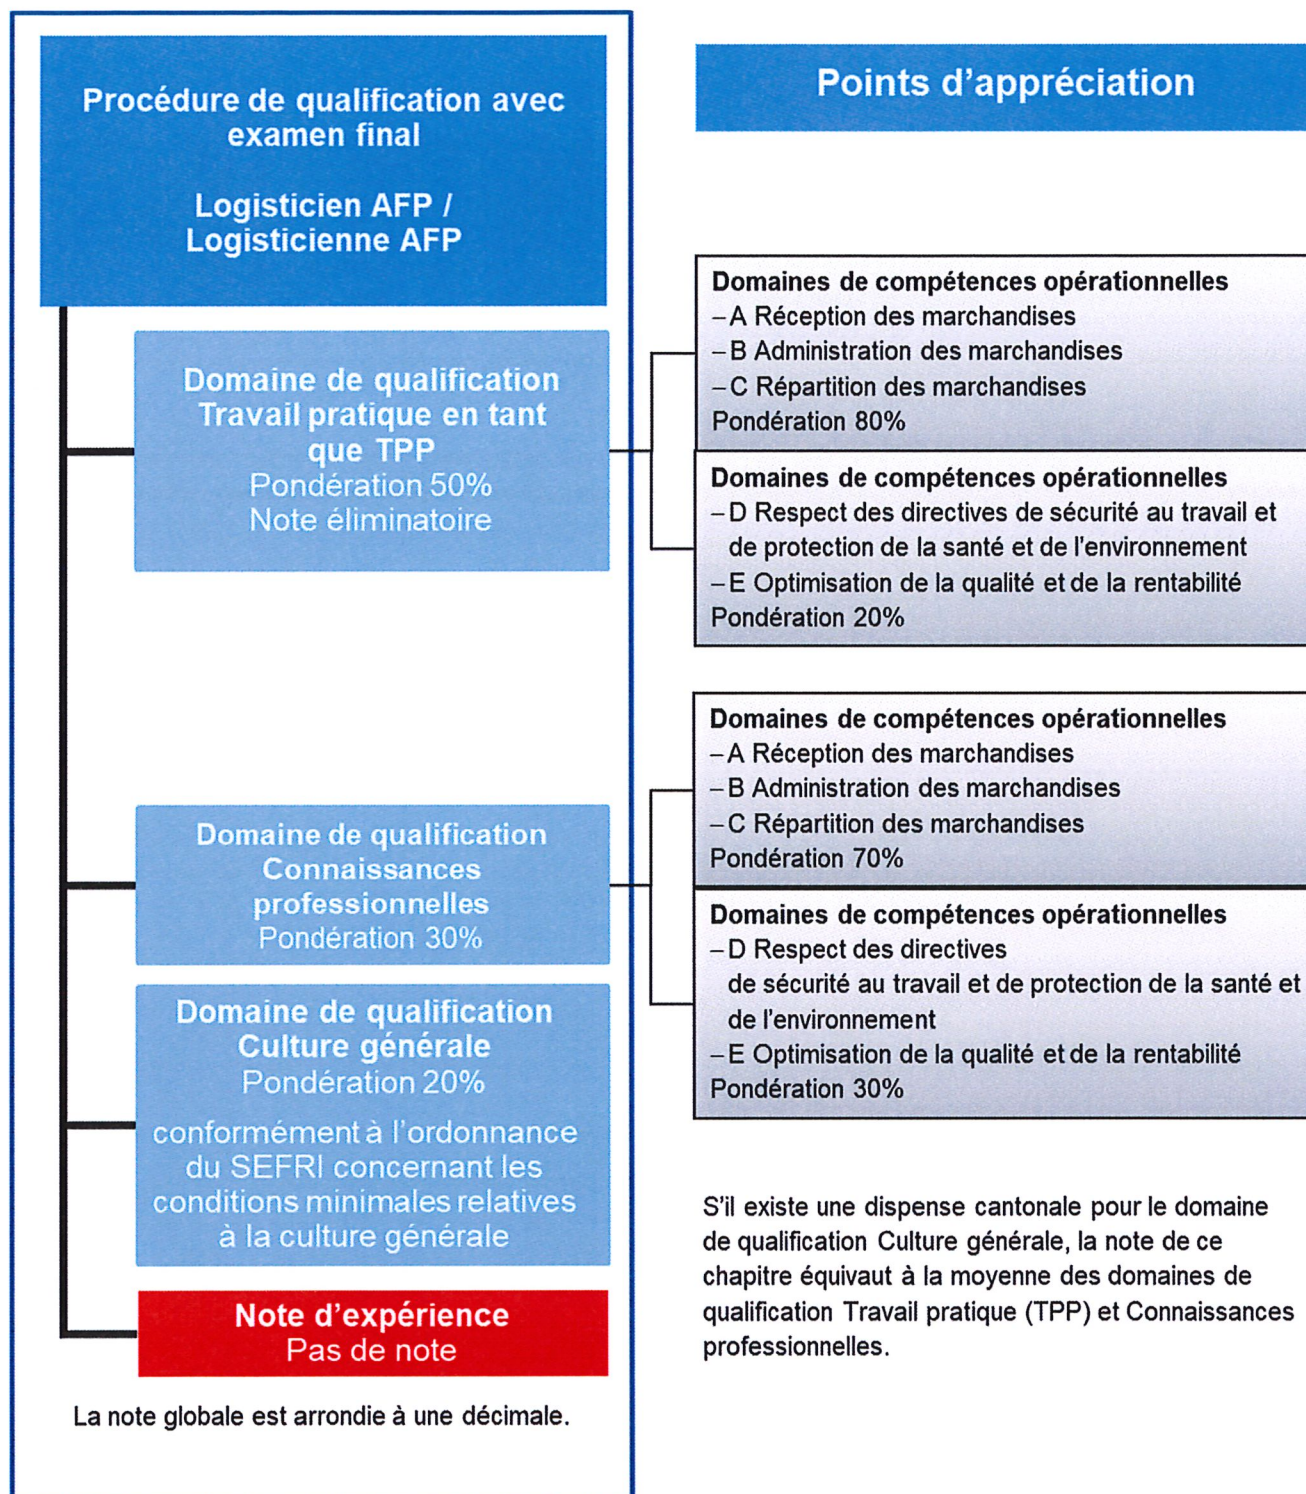 Procédure de qualification avec
examen final
Logisticien AFP /
Logisticienne AFP
Domaine de qualification
Travail pratique en tant
que TPP
Pondération 50%
Note éliminatoire
Domaine de qualification
Connaissances
professionnelles
Pondération 30%
Domaine de qualification
Culture générale
Pondération 20%
conformément à l'ordonnance
du SEFRI concernant les
conditions minimales relatives
à la culture générale
Note d'expérience
Pas de note
La note globale est arrondie à une décimale.
Points d'appréciation
Domaines de compétences opérationnelles
–A Réception des marchandises
–B Administration des marchandises
–C Répartition des marchandises
Pondération 80%
Domaines de compétences opérationnelles
–D Respect des directives de sécurité au travail et
de protection de la santé et de l'environnement
–E Optimisation de la qualité et de la rentabilité
Pondération 20%
Domaines de compétences opérationnelles
–A Réception des marchandises
–B Administration des marchandises
–C Répartition des marchandises
Pondération 70%
Domaines de compétences opérationnelles
–D Respect des directives
de sécurité au travail et de protection de la santé et
de l'environnement
–E Optimisation de la qualité et de la rentabilité
Pondération 30%
S'il existe une dispense cantonale pour le domaine
de qualification Culture générale, la note de ce
chapitre équivaut à la moyenne des domaines de
qualification Travail pratique (TPP) et Connaissances
professionnelles.